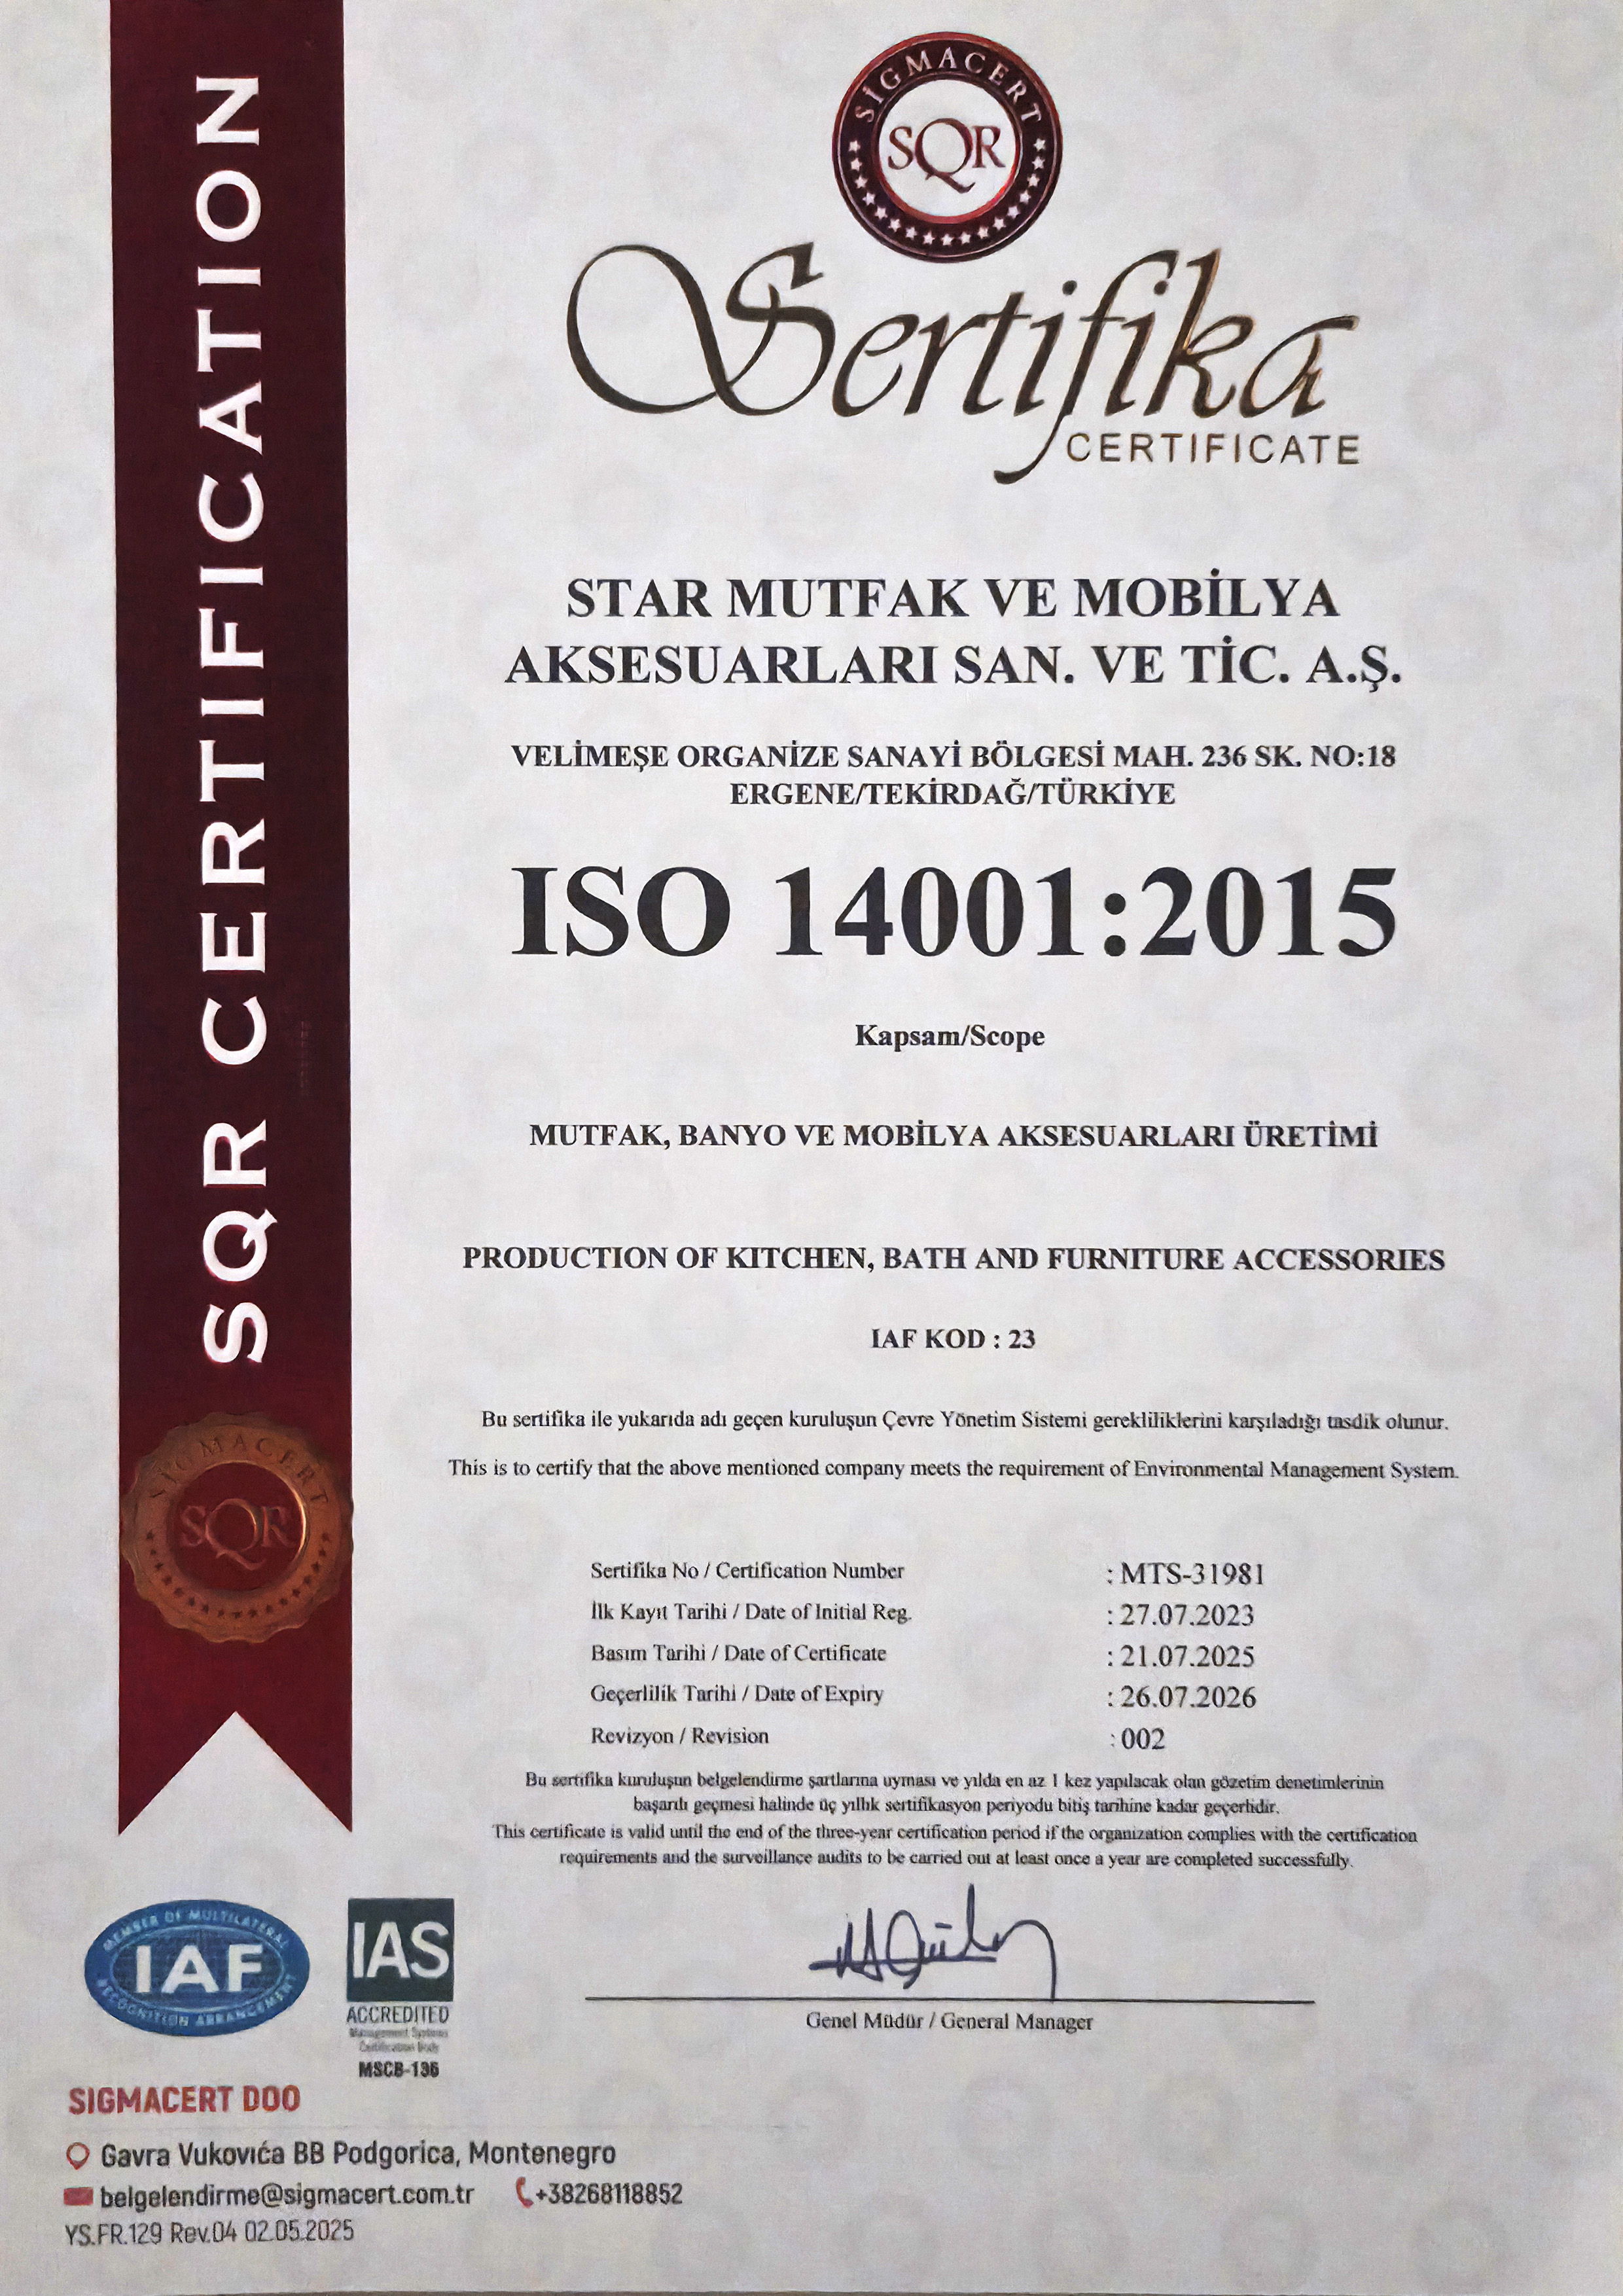 SQR CERTIFICATION
SİGMACERT
SQR
Sertifika
CERTIFICATE
STAR MUTFAK VE MOBİLYA
AKSESUARLARI SAN. VE TİC. A.Ş.
VELİMEŞE ORGANİZE SANAYİ BÖLGESİ MAH. 236 SK. NO:18
ERGENE/TEKİRDAĞ/TÜRKİYE
ISO 14001:2015
Kapsam/Scope
MUTFAK, BANYO VE MOBİLYA AKSESUARLARI ÜRETİMİ
PRODUCTION OF KITCHEN, BATH AND FURNITURE ACCESSORIES
IAF KOD : 23
Bu sertifika ile yukarıda adı geçen kuruluşun Çevre Yönetim Sistemi gerekliliklerini karşıladığı tasdik olunur.
This is to certify that the above mentioned company meets the requirement of Environmental Management System.
SİGMACERT
SQR
Sertifika No / Certification Number : MTS-31981
İlk Kayıt Tarihi / Date of Initial Reg. : 27.07.2023
Basım Tarihi / Date of Certificate : 21.07.2025
Geçerlilik Tarihi / Date of Expiry : 26.07.2026
Revizyon / Revision : 002
Bu sertifika kuruluşun belgelendirme şartlarına uyması ve yılda en az 1 kez yapılacak olan gözetim denetimlerinin
başarılı geçmesi halinde üç yıllık sertifikasyon periyodu bitiş tarihine kadar geçerlidir.
This certificate is valid until the end of the three-year certification period if the organization complies with the certification
requirements and the surveillance audits to be carried out at least once a year are completed successfully.
MEMBER OF MULTILATERAL
IAF
RECOGNITION ARRANGEMENT
IAS
ACCREDITED
Management Systems
Certification Body
MSCB-136
Genel Müdür / General Manager
SIGMACERT DOO
Gavra Vukovića BB Podgorica, Montenegro
belgelendirme@sigmacert.com.tr +38268118852
YS.FR.129 Rev.04 02.05.2025